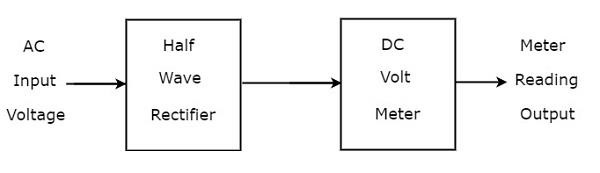 AC
Input
Voltage
Half
Wave
Rectifier
DC
Volt
Meter
Meter
Reading
Output